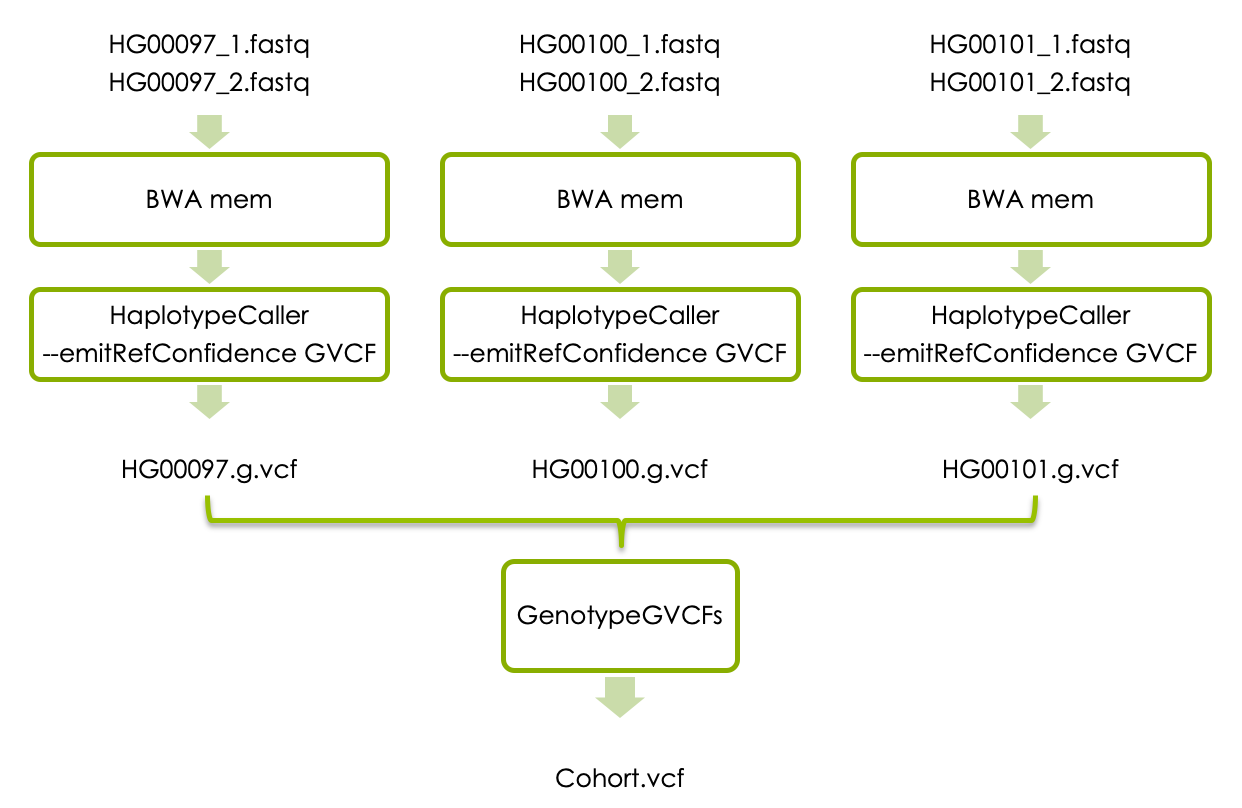 HG00097_1.fastq
HG00097_2.fastq
HG00100_1.fastq
HG00100_2.fastq
HG00101_1.fastq
HG00101_2.fastq
BWA mem
BWA mem
BWA mem
HaplotypeCaller
--emitRefConfidence GVCF
HaplotypeCaller
--emitRefConfidence GVCF
HaplotypeCaller
--emitRefConfidence GVCF
HG00097.g.vcf
HG00100.g.vcf
HG00101.g.vcf
GenotypeGVCFs
Cohort.vcf